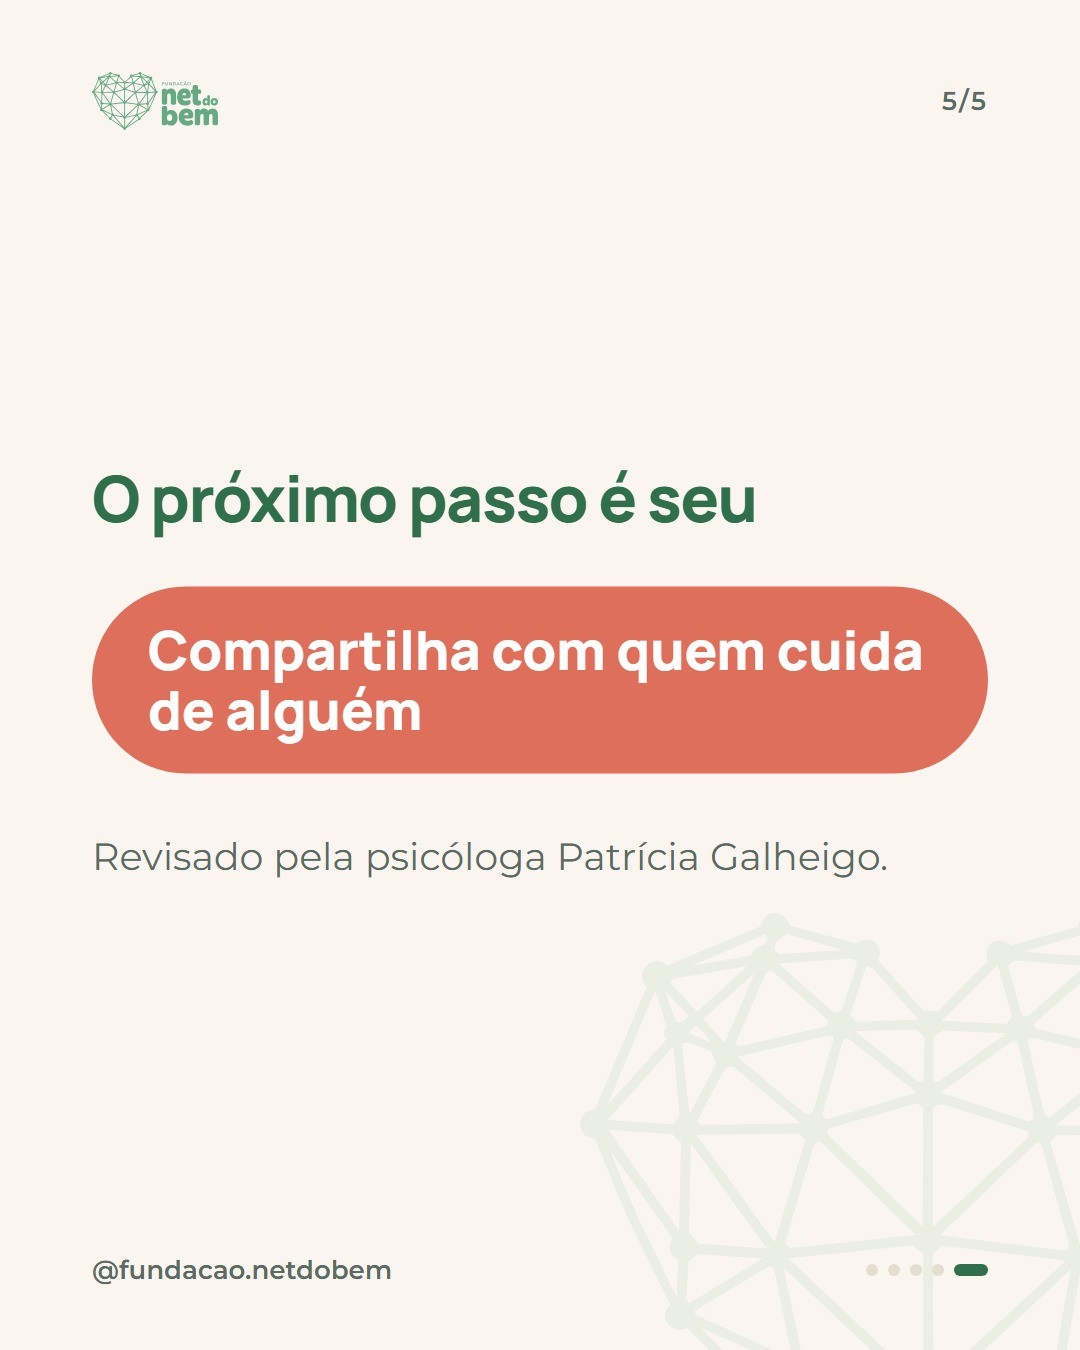 FUNDAÇÃO
net do
bem
5/5
O próximo passo é seu
Compartilha com quem cuida
de alguém
Revisado pela psicóloga Patrícia Galheigo.
@fundacao.netdobem